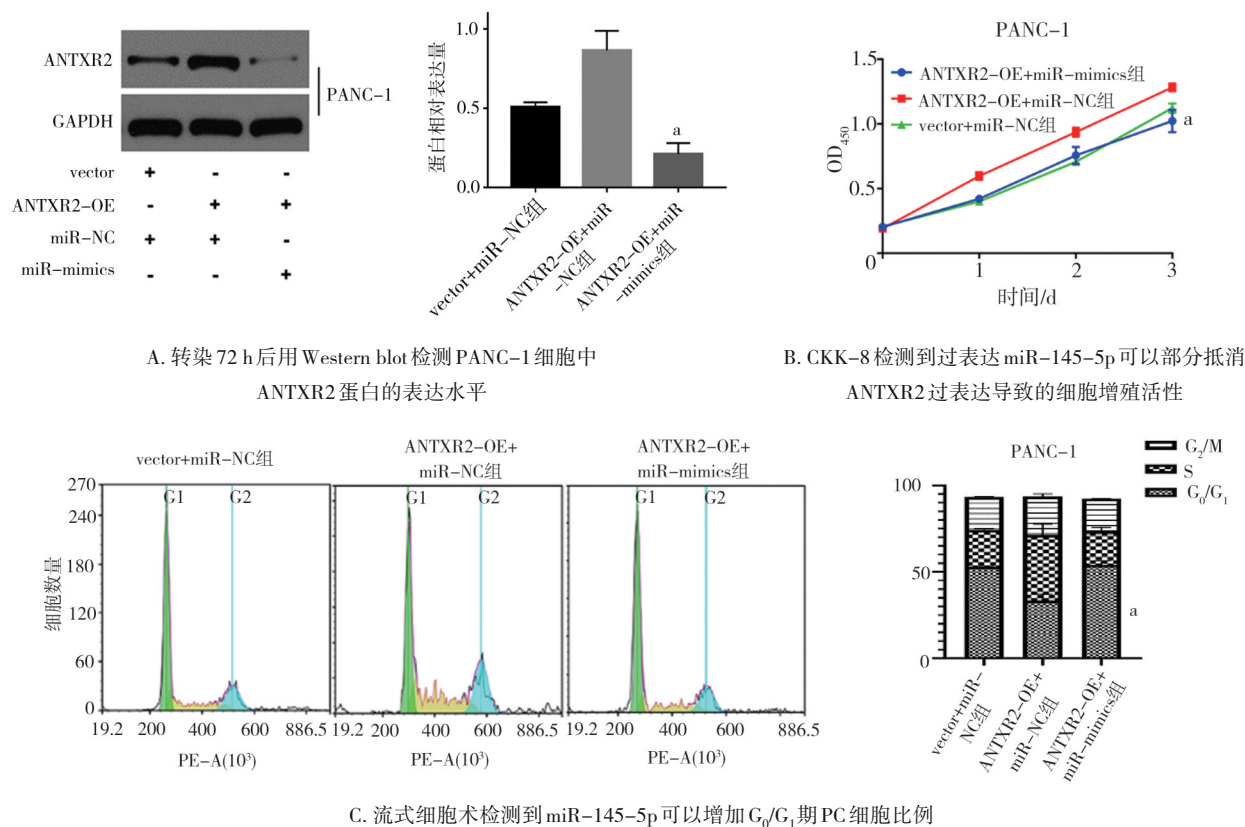 ANTXR2
GAPDH
PANC-1
vector + - -
ANTXR2-OE - + +
miR-NC + + -
miR-mimics - - +
蛋白相对表达量
1.0
0.5
0.0
a
vector+miR-NC组
ANTXR2-OE+miR
-NC组
ANTXR2-OE+miR
-mimics组
A. 转染72 h后用Western blot检测PANC-1细胞中
ANTXR2蛋白的表达水平
PANC-1
OD450
1.5
1.0
0.5
0
ANTXR2-OE+miR-mimics组
ANTXR2-OE+miR-NC组
vector+miR-NC组
a
1 2 3
时间/d
B. CKK-8检测到过表达miR-145-5p可以部分抵消
ANTXR2过表达导致的细胞增殖活性
vector+miR-NC组
ANTXR2-OE+
miR-NC组
ANTXR2-OE+
miR-mimics组
细胞数量
270
240
180
120
60
0
G1 G2
G1 G2
G1 G2
19.2 200 400 600 886.5
19.2 200 400 600 886.5
19.2 200 400 600 886.5
PE-A(10³)
PE-A(10³)
PE-A(10³)
PANC-1
G2/M
S
G0/G1
100
50
0
a
vector+miR-
NC组
ANTXR2-OE+
miR-NC组
ANTXR2-OE+
miR-mimics组
C. 流式细胞术检测到miR-145-5p可以增加G0/G1期PC细胞比例